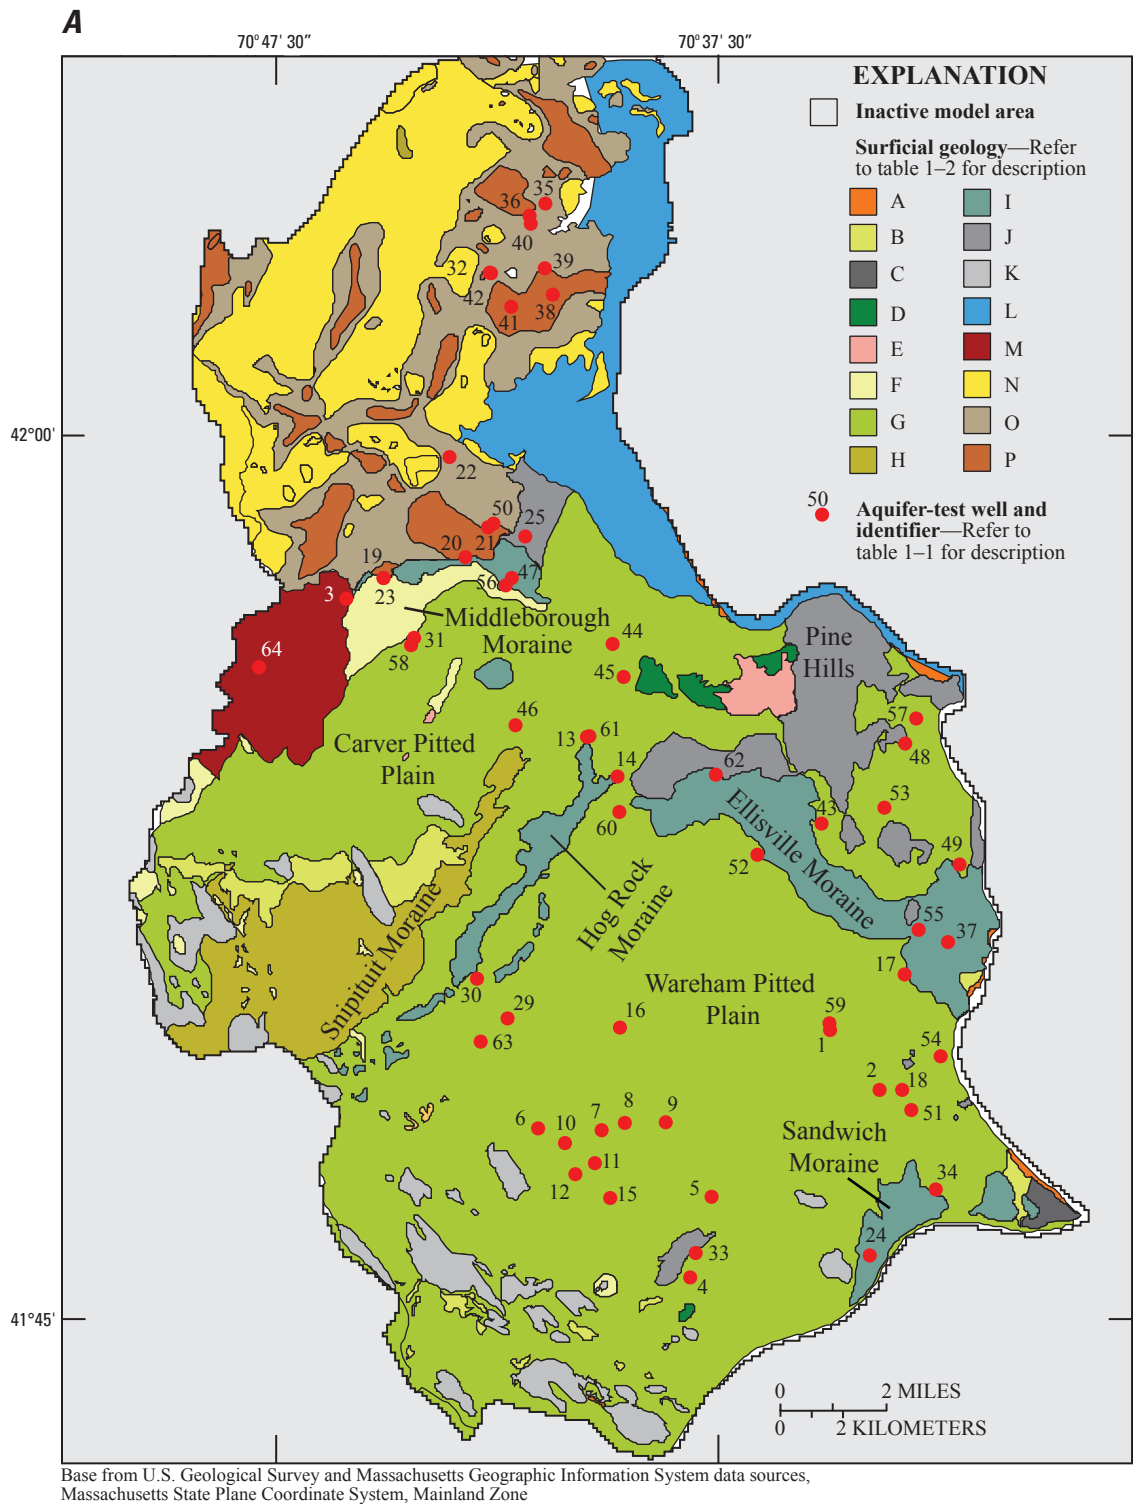 A
70° 47' 30”
70° 37' 30”
EXPLANATION
Inactive model area
Surficial geology—Refer
to table 1–2 for description
A
I
B
J
C
K
D
L
E
M
F
N
G
O
H
P
50
Aquifer-test well and
identifier—Refer to
table 1–1 for description
35
36
40
39
32
42
38
41
42°00'
22
50
25
20
21
19
47
56
3
23
Middleborough
Moraine
31
58
64
44
45
Pine
Hills
57
48
46
13
61
Carver Pitted
Plain
14
62
60
43
53
52
49
Ellisville Moraine
Hog Rock
Moraine
Snipituit Moraine
55
37
17
30
Wareham Pitted
Plain
29
63
16
59
1
54
2
18
51
6
10
7
8
9
11
12
15
5
Sandwich
Moraine
34
24
33
4
41°45'
0
2 MILES
0
2 KILOMETERS
Base from U.S. Geological Survey and Massachusetts Geographic Information System data sources,
Massachusetts State Plane Coordinate System, Mainland Zone